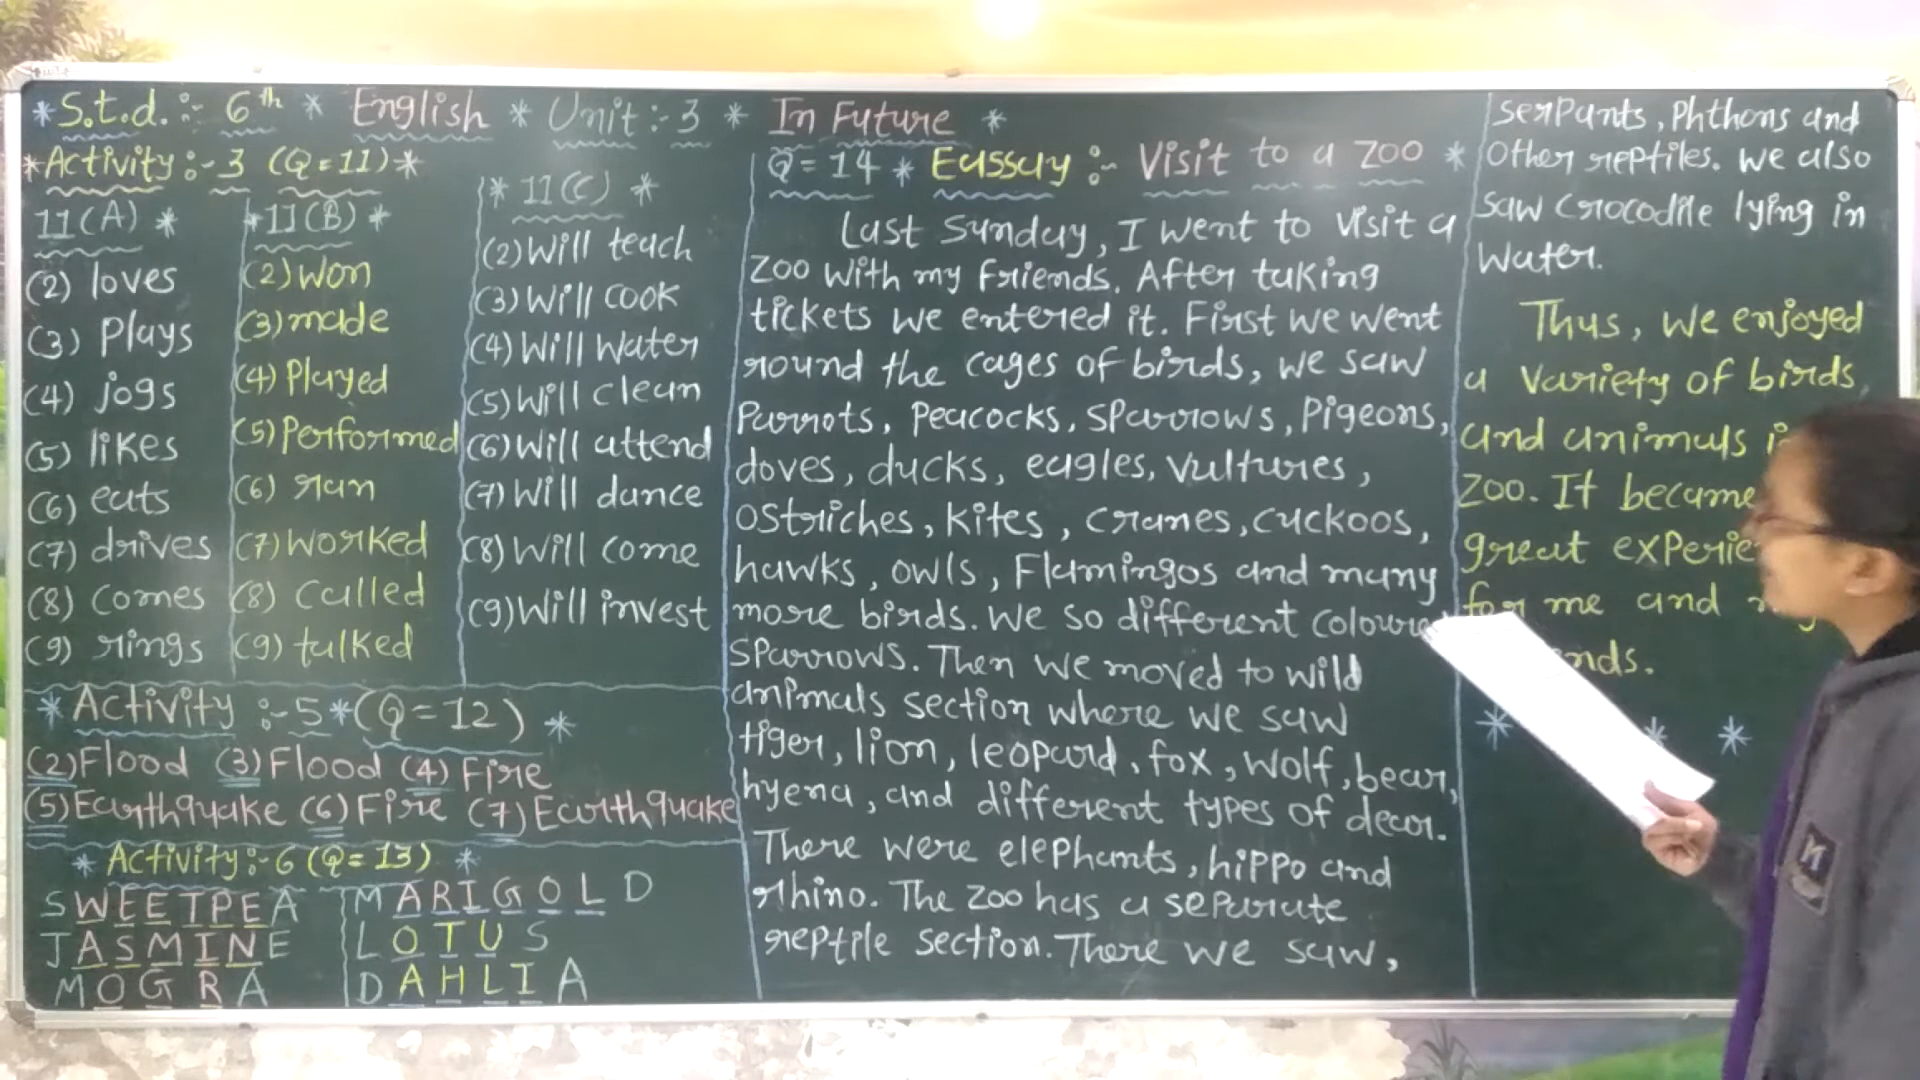 * S.t.d. :- 6th * English * Unit :- 3 * In Future *
* Activity :- 3 (Q=11) *
11(A) *
(2) loves
(3) Plays
(4) jogs
(5) likes
(6) eats
(7) drives
(8) comes
(9) rings
* 11(B) *
(2) Won
(3) made
(4) Played
(5) Performed
(6) ran
(7) worked
(8) called
(9) talked
* 11(C) *
(2) Will teach
(3) Will cook
(4) Will water
(5) Will clean
(6) Will attend
(7) Will dance
(8) Will come
(9) Will invest
* Activity :- 5 * (Q=12) *
(2) Flood (3) Flood (4) Fire
(5) Earthquake (6) Fire (7) Earthquake
* Activity :- 6 (Q=13) *
SWEETPEA
JASMINE
MOGRA
MARIGOLD
LOTUS
DAHLIA
Q=14 * Eassay :- Visit to a Zoo *
Last Sunday, I went to visit a
Zoo with my friends. After taking
tickets we entered it. First we went
round the cages of birds, we saw
Parrots, Peacocks, sparrows, Pigeons,
doves, ducks, eagles, vultures,
ostriches, kites, cranes, cuckoos,
hawks, owls, Flamingos and many
more birds. We so different coloure
sparrows. Then we moved to wild
animals section where we saw
tiger, lion, leopard, fox, wolf, bear,
hyena, and different types of dear.
There were elephants, hippo and
rhino. The zoo has a separate
reptile section. There we saw,
serpants, Phthons and
Other reptiles. We also
saw crocodile lying in
Water.
Thus, we enjoyed
a variety of birds,
and animals
Zoo. It became
great
for me and